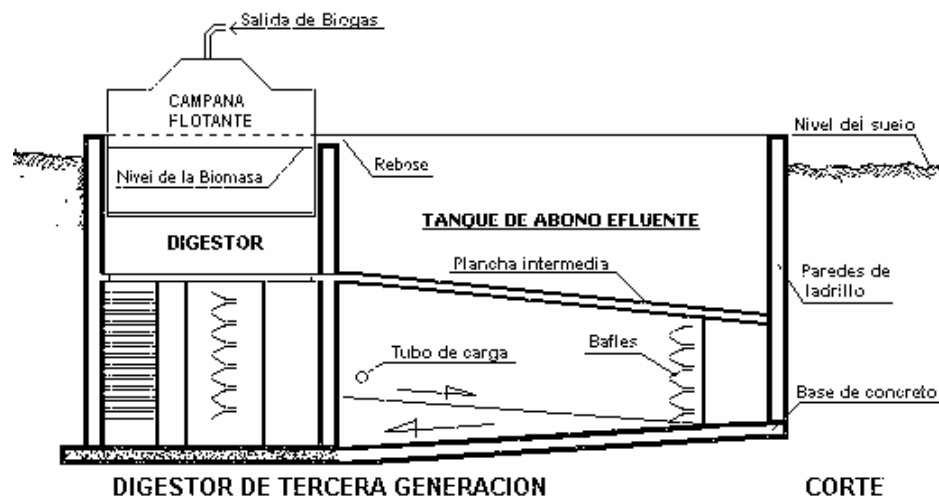 Salida de Biogas
CAMPANA
FLOTANTE
Nivel del suelo
Rebose
Nivel de la Biomasa
TANQUE DE ABONO EFLUENTE
DIGESTOR
Plancha intermedia
Paredes de
ladrillo
Tubo de carga
Bafles
Base de concreto
DIGESTOR DE TERCERA GENERACION
CORTE